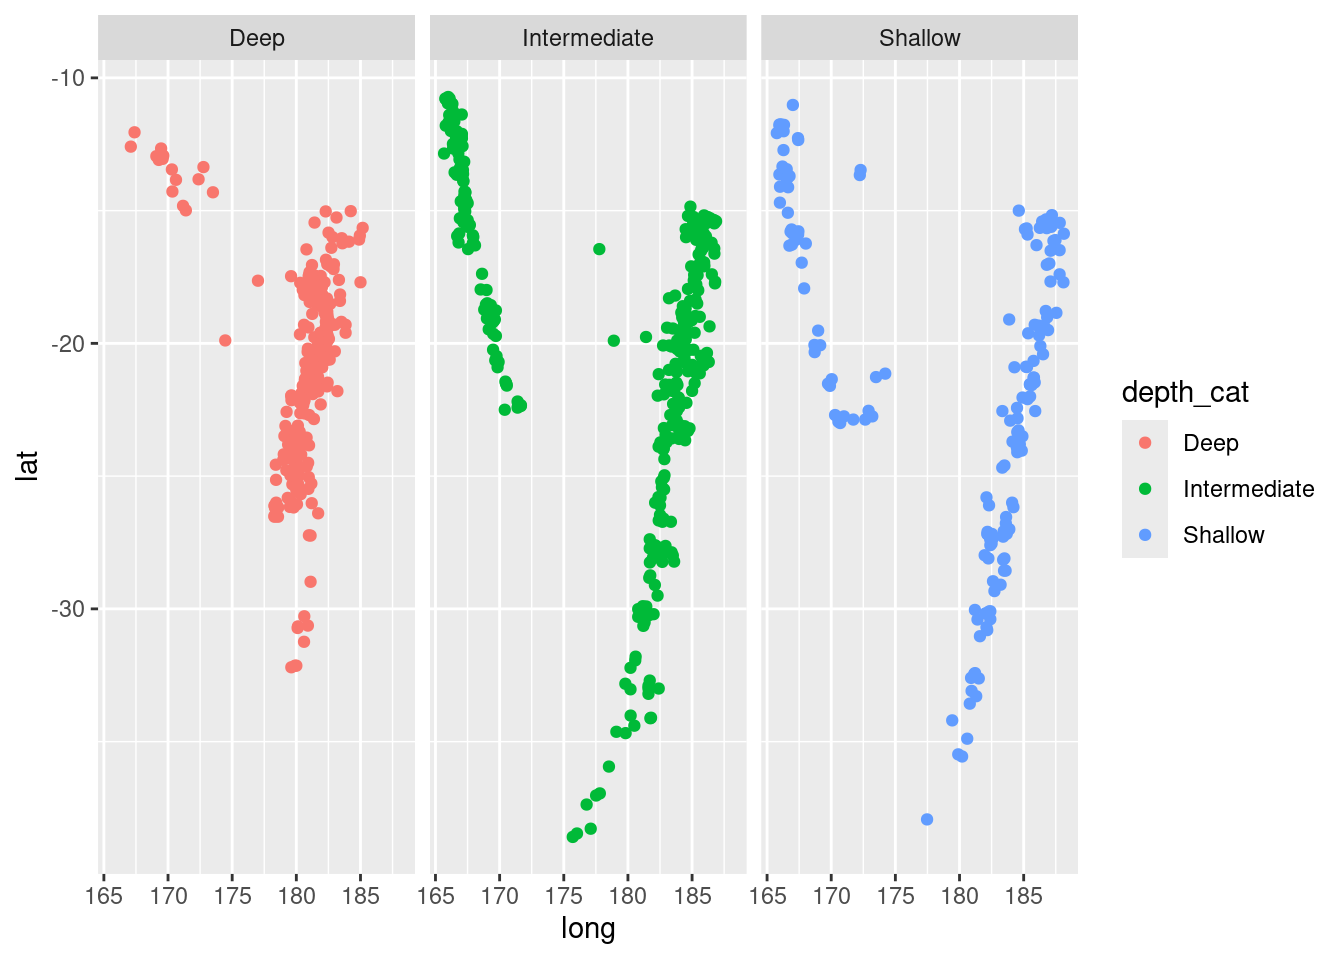 Deep Intermediate Shallow
-10
-20
-30
lat
165 170 175 180 185 165 170 175 180 185 165 170 175 180 185
long
depth_cat
Deep
Intermediate
Shallow